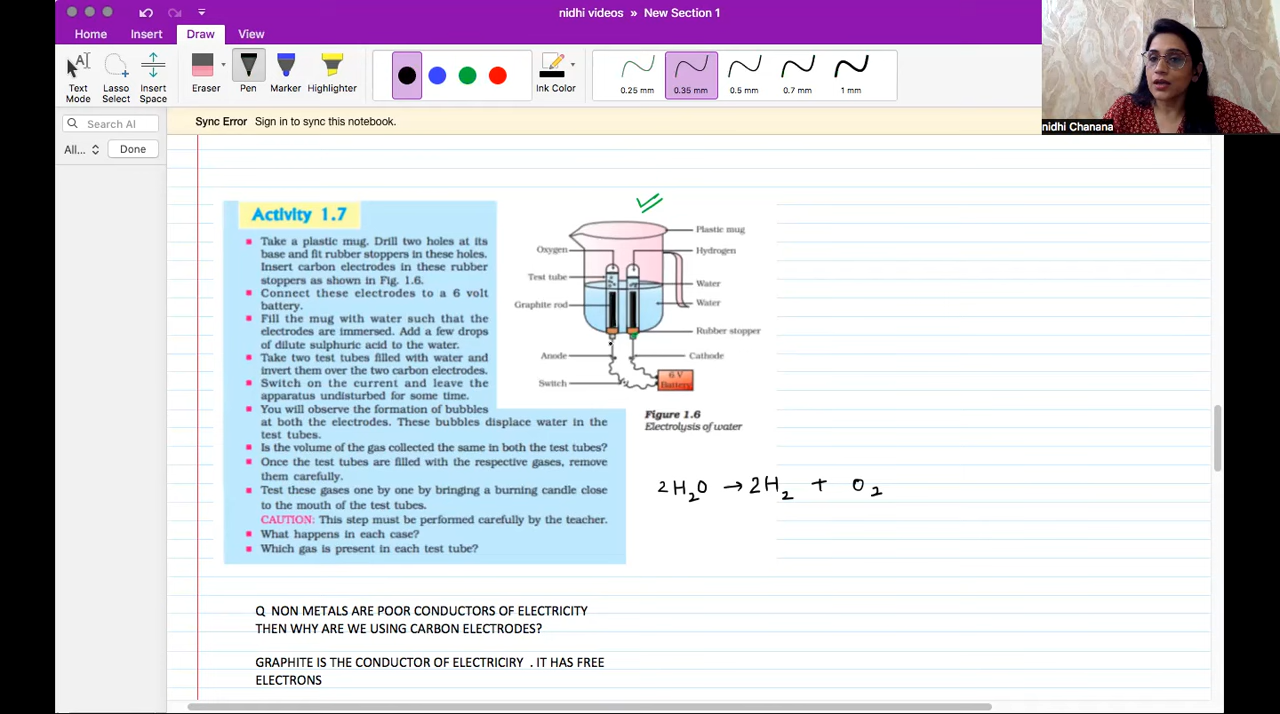 nidhi videos » New Section 1
Home Insert Draw View
Text Mode
Lasso Select
Insert Space
Eraser
Pen
Marker
Highlighter
Ink Color
0.25 mm
0.35 mm
0.5 mm
0.7 mm
1 mm
nidhi Chanana
Search Al
Sync Error Sign in to sync this notebook.
All...
Done
Activity 1.7
Take a plastic mug. Drill two holes at its
base and fit rubber stoppers in these holes.
Insert carbon electrodes in these rubber
stoppers as shown in Fig. 1.6.
Connect these electrodes to a 6 volt
battery.
Fill the mug with water such that the
electrodes are immersed. Add a few drops
of dilute sulphuric acid to the water.
Take two test tubes filled with water and
invert them over the two carbon electrodes.
Switch on the current and leave the
apparatus undisturbed for some time.
You will observe the formation of bubbles
at both the electrodes. These bubbles displace water in the
test tubes.
Is the volume of the gas collected the same in both the test tubes?
Once the test tubes are filled with the respective gases, remove
them carefully.
Test these gases one by one by bringing a burning candle close
to the mouth of the test tubes.
CAUTION: This step must be performed carefully by the teacher.
What happens in each case?
Which gas is present in each test tube?
Plastic mug
Oxygen
Hydrogen
Test tube
Water
Graphite rod
Water
Rubber stopper
Anode
Cathode
Switch
6 V
Battery
Figure 1.6
Electrolysis of water
2H₂O → 2H₂ + O₂
Q NON METALS ARE POOR CONDUCTORS OF ELECTRICITY
THEN WHY ARE WE USING CARBON ELECTRODES?
GRAPHITE IS THE CONDUCTOR OF ELECTRICIRY . IT HAS FREE
ELECTRONS